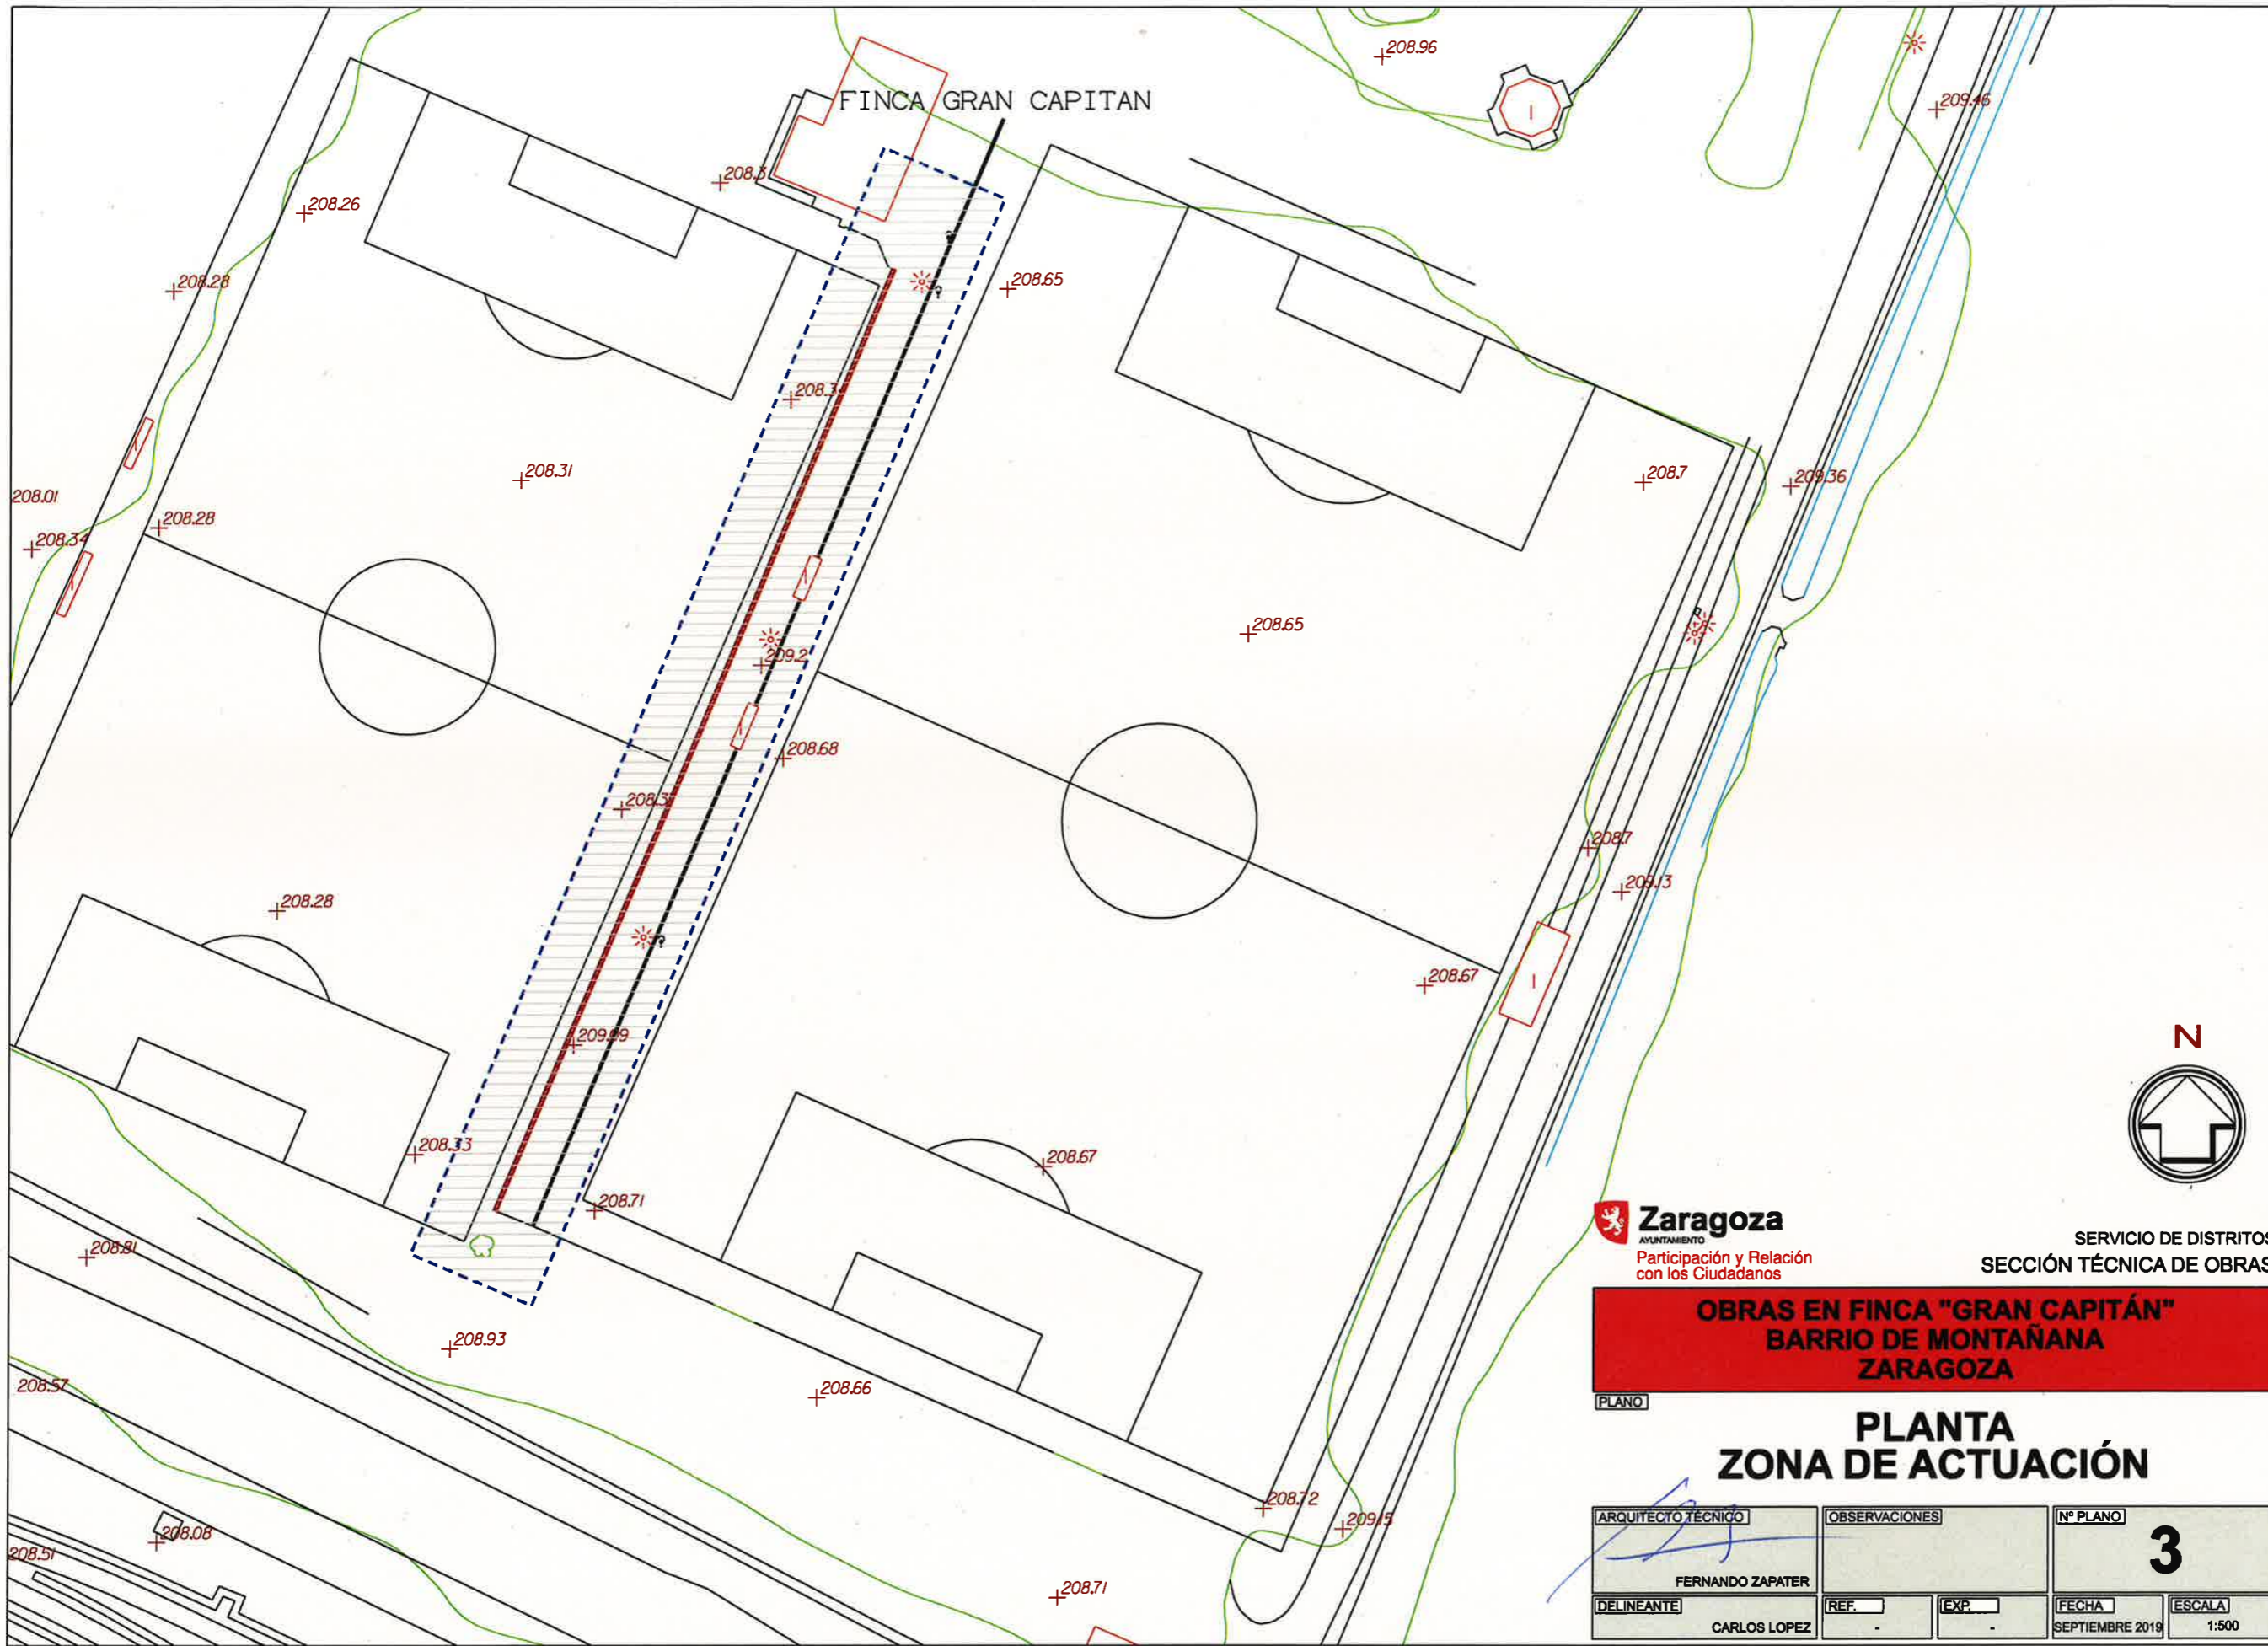 208.96
FINCA GRAN CAPITAN
209.46
208.3
208.26
208.28
208.65
208.3
208.31
208.7
209.36
208.01
208.28
208.34
208.65
209.2
208.68
208.3
208.7
209.13
208.28
208.67
209.09
N
208.33
208.67
208.71
208.81
208.93
208.57
208.66
208.72
209.15
208.08
208.51
208.71
Zaragoza
AYUNTAMIENTO
Participación y Relación
con los Ciudadanos
SERVICIO DE DISTRITOS
SECCIÓN TÉCNICA DE OBRAS
OBRAS EN FINCA "GRAN CAPITÁN"
BARRIO DE MONTAÑANA
ZARAGOZA
PLANO
PLANTA
ZONA DE ACTUACIÓN
ARQUITECTO TÉCNICO
FERNANDO ZAPATER
OBSERVACIONES
Nº PLANO
3
DELINEANTE
CARLOS LOPEZ
REF.
-
EXP.
-
FECHA
SEPTIEMBRE 2019
ESCALA
1:500